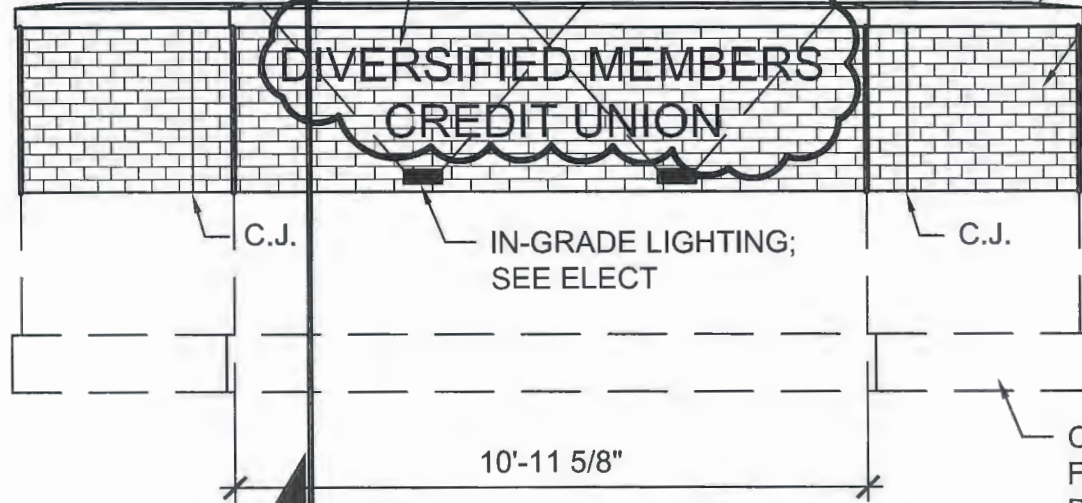 DIVERSIFIED MEMBERS
CREDIT UNION
C.J.
IN-GRADE LIGHTING;
SEE ELECT
C.J.
10'-11 5/8"